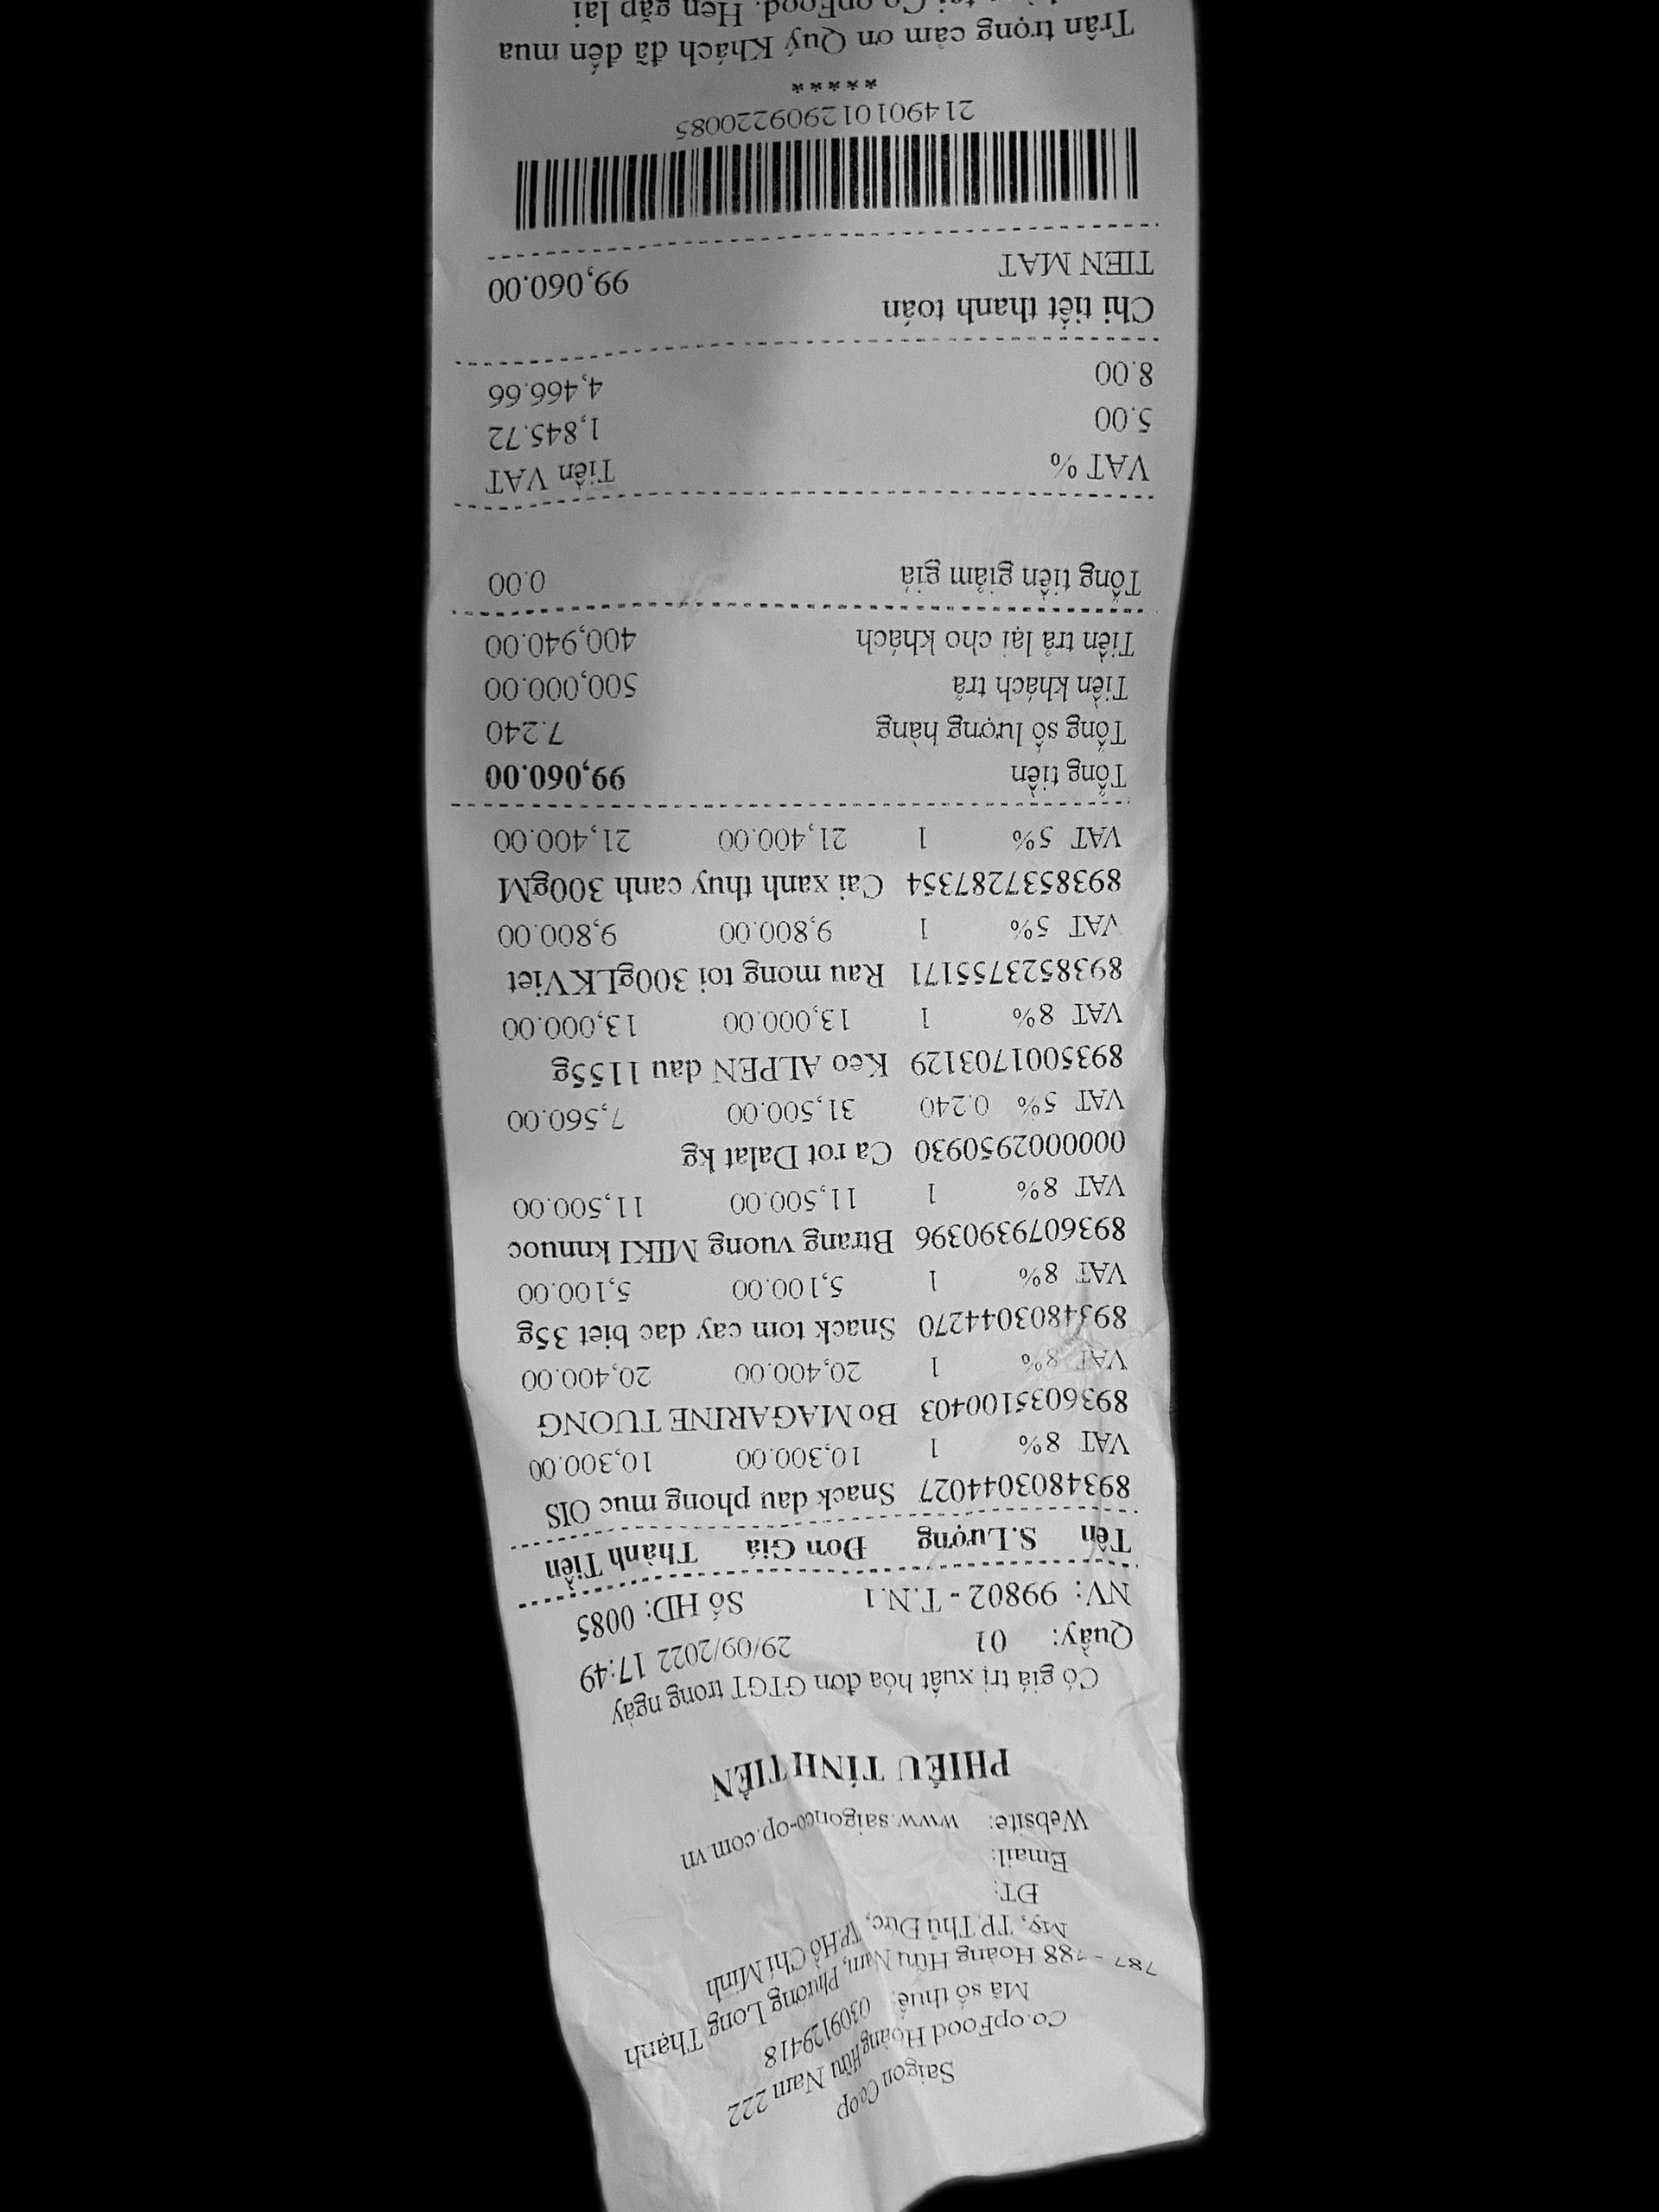 Saigon Co.op
Co.opFood Hoàng Hữu Nam 222
Mã số thuế: 0309129418
787 - 788 Hoàng Hữu Nam, Phường Long Thạnh
Mỹ, TP.Thủ Đức, TP.Hồ Chí Minh
ĐT:
Email:
Website: www.saigonco-op.com.vn
PHIẾU TÍNH TIỀN
Có giá trị xuất hóa đơn GTGT trong ngày
Quầy: 01 29/09/2022 17:49
NV: 99802 - T.N.1 Số HD: 0085
Tên S.Lượng Đơn Giá Thành Tiền
8934803044027 Snack dau phong muc OIS
VAT 8% 1 10,300.00 10,300.00
8936035100403 Bo MAGARINE TUONG
VAT 8% 1 20,400.00 20,400.00
8934803044270 Snack tom cay dac biet 35g
VAT 8% 1 5,100.00 5,100.00
8936079390396 Btrang vuong MIKI knnuoc
VAT 8% 1 11,500.00 11,500.00
0000002950930 Ca rot Dalat kg
VAT 5% 0.240 31,500.00 7,560.00
8935001703129 Keo ALPEN dau 1155g
VAT 8% 1 13,000.00 13,000.00
8938523755171 Rau mong toi 300gLKViet
VAT 5% 1 9,800.00 9,800.00
8938537287354 Cai xanh thuy canh 300gM
VAT 5% 1 21,400.00 21,400.00
Tổng tiền 99,060.00
Tổng số lượng hàng 7.240
Tiền khách trả 500,000.00
Tiền trả lại cho khách 400,940.00
Tổng tiền giảm giá 0.00
VAT % Tiền VAT
5.00 1,845.72
8.00 4,466.66
Chi tiết thanh toán
TIEN MAT 99,060.00
2149010129092200​85
*****
Trân trọng cảm ơn Quý Khách đã đến mua
tại Co.opFood. Hẹn gặp lại